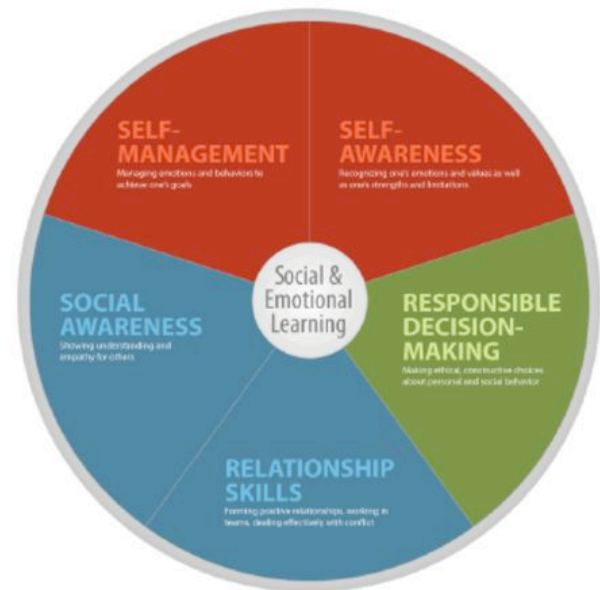 SELF-
MANAGEMENT
Managing emotions and behaviors to
achieve one's goals
SELF-
AWARENESS
Recognizing one's emotions and values as well
as one's strengths and limitations
SOCIAL
AWARENESS
Showing understanding and
empathy for others
Social &
Emotional
Learning
RESPONSIBLE
DECISION-
MAKING
Making ethical, constructive choices
about personal and social behavior
RELATIONSHIP
SKILLS
Forming positive relationships, working in
teams, dealing effectively with conflict